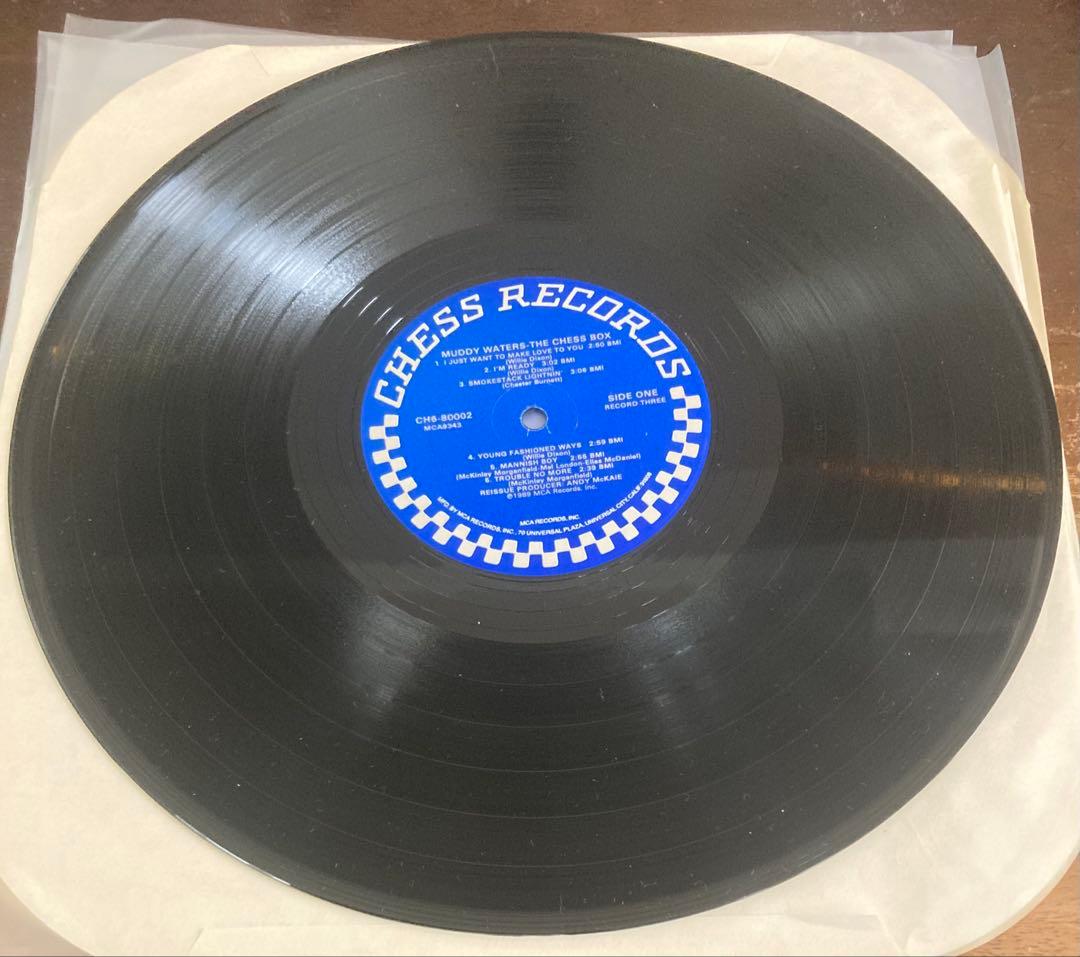 CHESS RECORDS
MUDDY WATERS-THE CHESS BOX
1. I JUST WANT TO MAKE LOVE TO YOU 2:50 BMI
(Willie Dixon)
2. I'M READY 3:02 BMI
(Willie Dixon)
3. SMOKESTACK LIGHTNIN' 3:06 BMI
(Chester Burnett)
CH6-80002
MCA9343
SIDE ONE
RECORD THREE
4. YOUNG FASHIONED WAYS 2:59 BMI
(Willie Dixon)
5. MANNISH BOY 2:55 BMI
(McKinley Morganfield-Mel London-Ellas McDaniel)
6. TROUBLE NO MORE 2:39 BMI
(McKinley Morganfield)
REISSUE PRODUCER: ANDY McKAIE
℗1989 MCA Records, Inc.
MCA RECORDS, INC.
MFD. BY MCA RECORDS, INC., 70 UNIVERSAL PLAZA, UNIVERSAL CITY, CALIF.